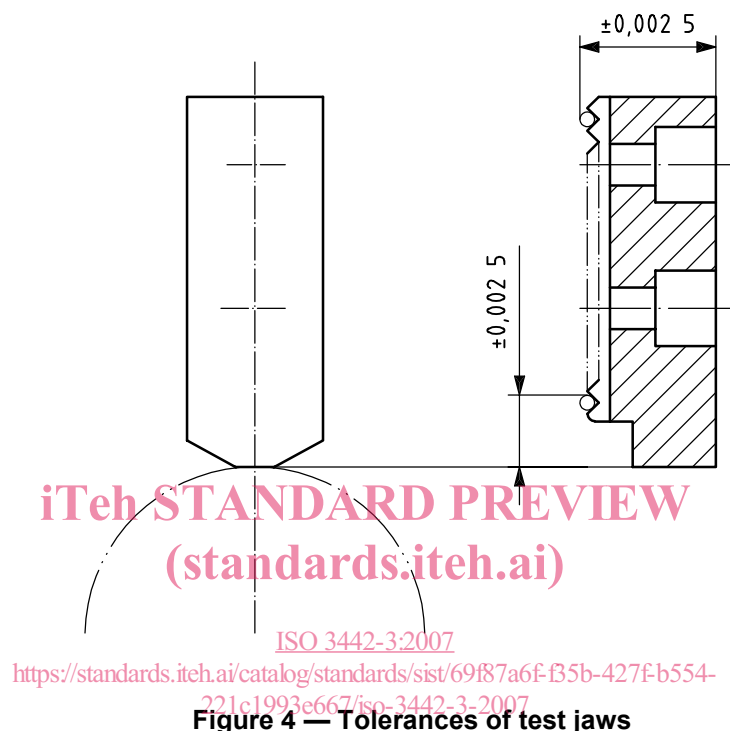 ±0,002 5
±0,002 5
iTeh STANDARD PREVIEW
(standards.iteh.ai)
ISO 3442-3:2007
https://standards.iteh.ai/catalog/standards/sist/69f87a6f-f35b-427f-b554-
221c1993e667/iso-3442-3-2007
Figure 4 — Tolerances of test jaws